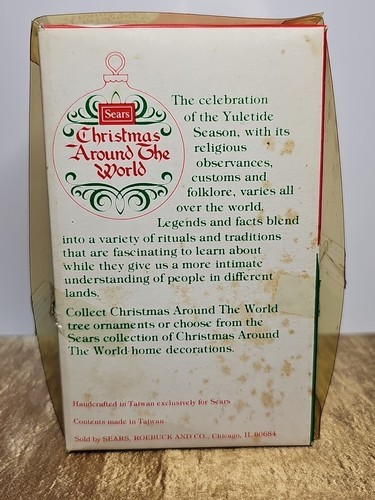 Sears
Christmas
Around The
World
The celebration
of the Yuletide
Season, with its
religious
observances,
customs and
folklore, varies all
over the world.
Legends and facts blend
into a variety of rituals and traditions
that are fascinating to learn about
while they give us a more intimate
understanding of people in different
lands.
Collect Christmas Around The World
tree ornaments or choose from the
Sears collection of Christmas Around
The World home decorations.
Handcrafted in Taiwan exclusively for Sears
Contents made in Taiwan
Sold by SEARS, ROEBUCK AND CO., Chicago, IL 60684